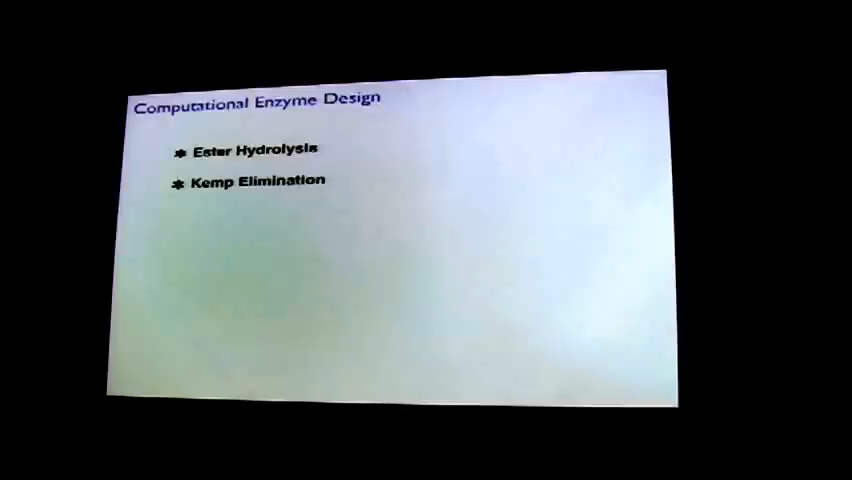 Computational Enzyme Design
* Ester Hydrolysis
* Kemp Elimination